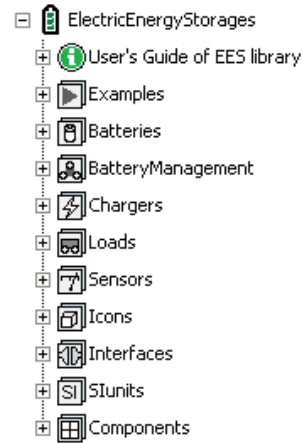 ElectricEnergyStorages
User's Guide of EES library
Examples
Batteries
BatteryManagement
Chargers
Loads
Sensors
Icons
Interfaces
SI SIunits
Components